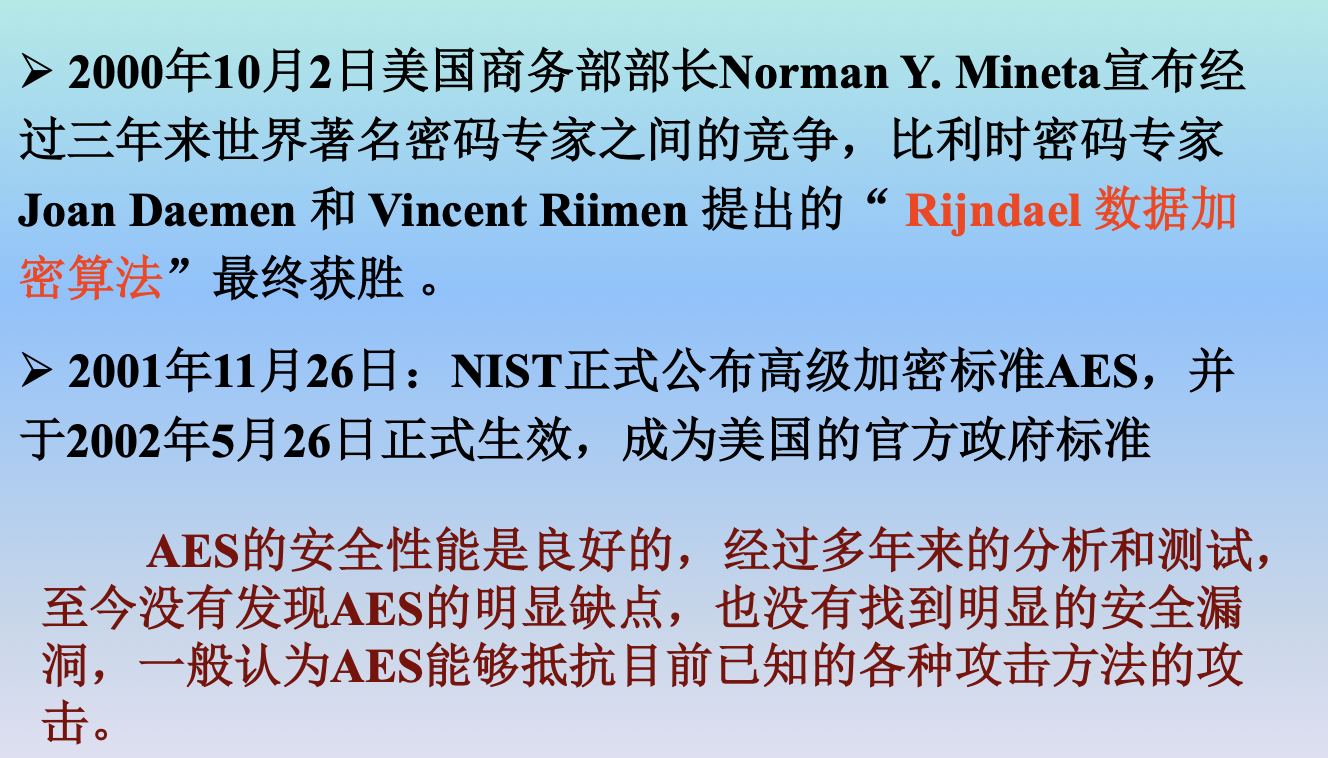 ➢ 2000年10月2日美国商务部部长Norman Y. Mineta宣布经
过三年来世界著名密码专家之间的竞争，比利时密码专家
Joan Daemen 和 Vincent Riimen 提出的“ Rijndael 数据加
密算法”最终获胜 。
➢ 2001年11月26日：NIST正式公布高级加密标准AES，并
于2002年5月26日正式生效，成为美国的官方政府标准
AES的安全性能是良好的，经过多年来的分析和测试，
至今没有发现AES的明显缺点，也没有找到明显的安全漏
洞，一般认为AES能够抵抗目前已知的各种攻击方法的攻
击。